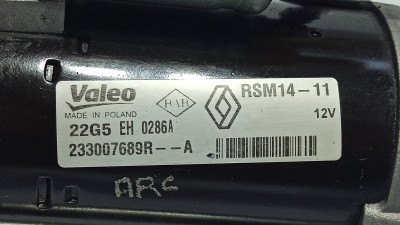 Valeo
MADE IN POLAND
RSM14-11
12V
22G5 EH 0286A
233007689R--A
ARC